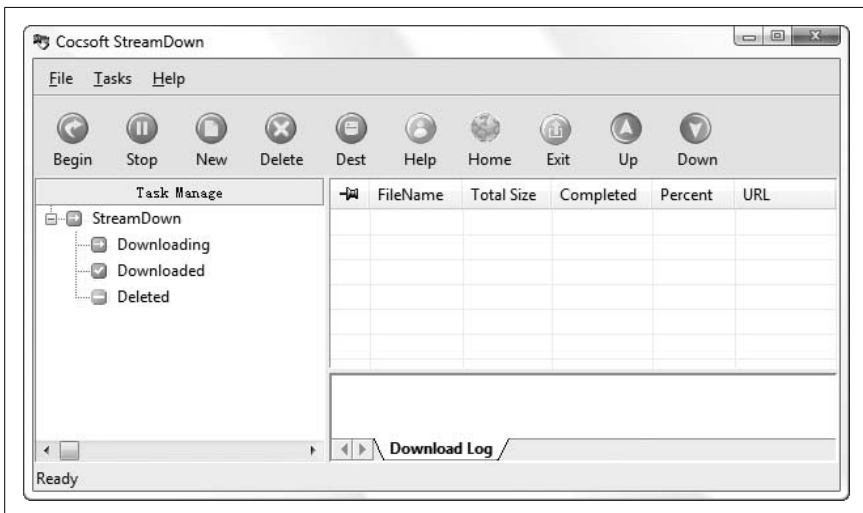 Cocsoft StreamDown
File Tasks Help
Begin Stop New Delete Dest Help Home Exit Up Down
Task Manage
FileName Total Size Completed Percent URL
StreamDown
Downloading
Downloaded
Deleted
Download Log
Ready